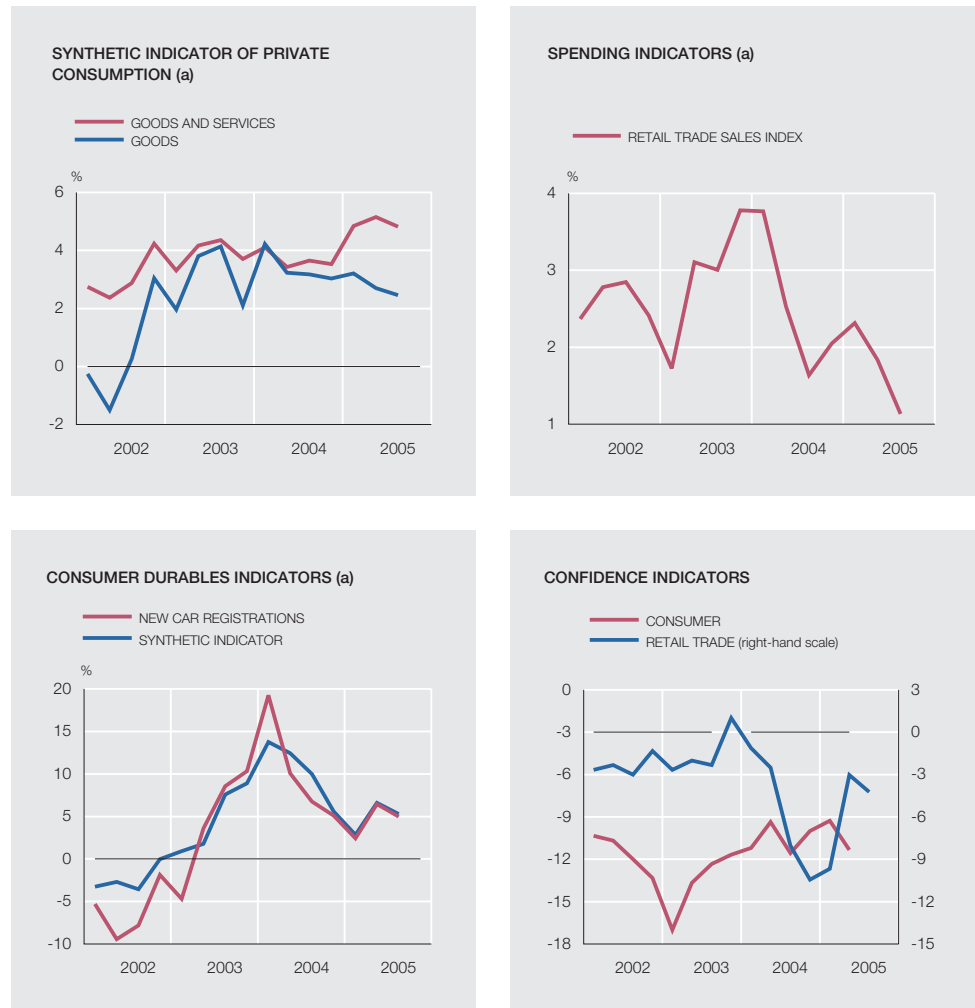 SYNTHETIC INDICATOR OF PRIVATE
CONSUMPTION (a)
GOODS AND SERVICES
GOODS
%
6
4
2
0
-2
2002 2003 2004 2005
SPENDING INDICATORS (a)
RETAIL TRADE SALES INDEX
%
4
3
2
1
2002 2003 2004 2005
CONSUMER DURABLES INDICATORS (a)
NEW CAR REGISTRATIONS
SYNTHETIC INDICATOR
%
20
15
10
5
0
-5
-10
2002 2003 2004 2005
CONFIDENCE INDICATORS
CONSUMER
RETAIL TRADE (right-hand scale)
0 3
-3 0
-6 -3
-9 -6
-12 -9
-15 -12
-18 -15
2002 2003 2004 2005